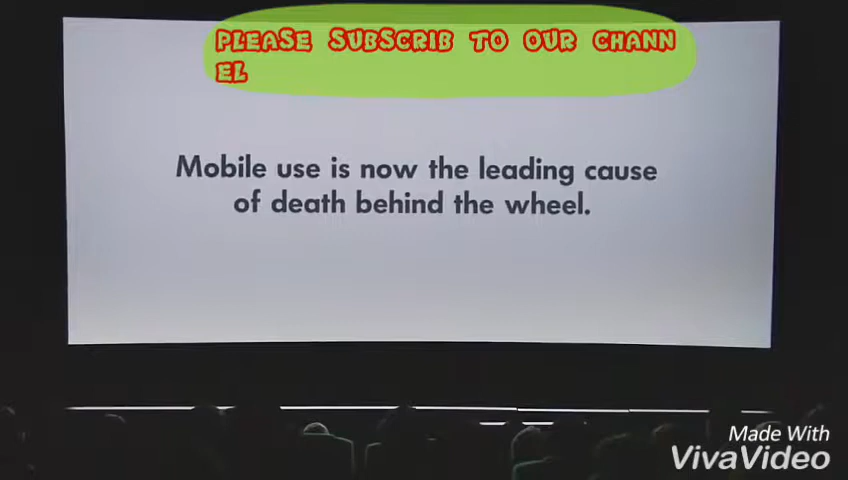 PLEASE SUBSCRIB TO OUR CHANN
EL
Mobile use is now the leading cause
of death behind the wheel.
Made With
VivaVideo